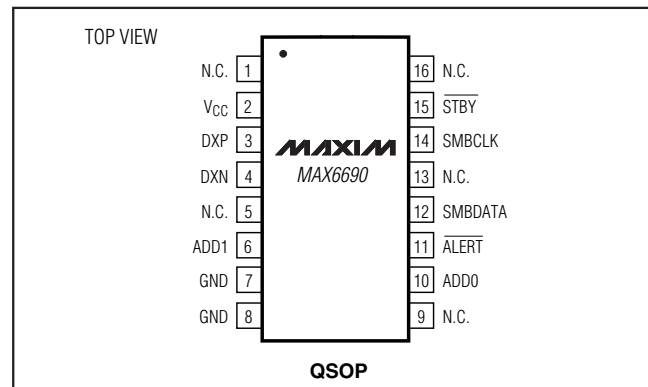 TOP VIEW
N.C. 1
VCC 2
DXP 3
DXN 4
N.C. 5
ADD1 6
GND 7
GND 8
MAXIM
MAX6690
16 N.C.
15 STBY
14 SMBCLK
13 N.C.
12 SMBDATA
11 ALERT
10 ADD0
9 N.C.
QSOP